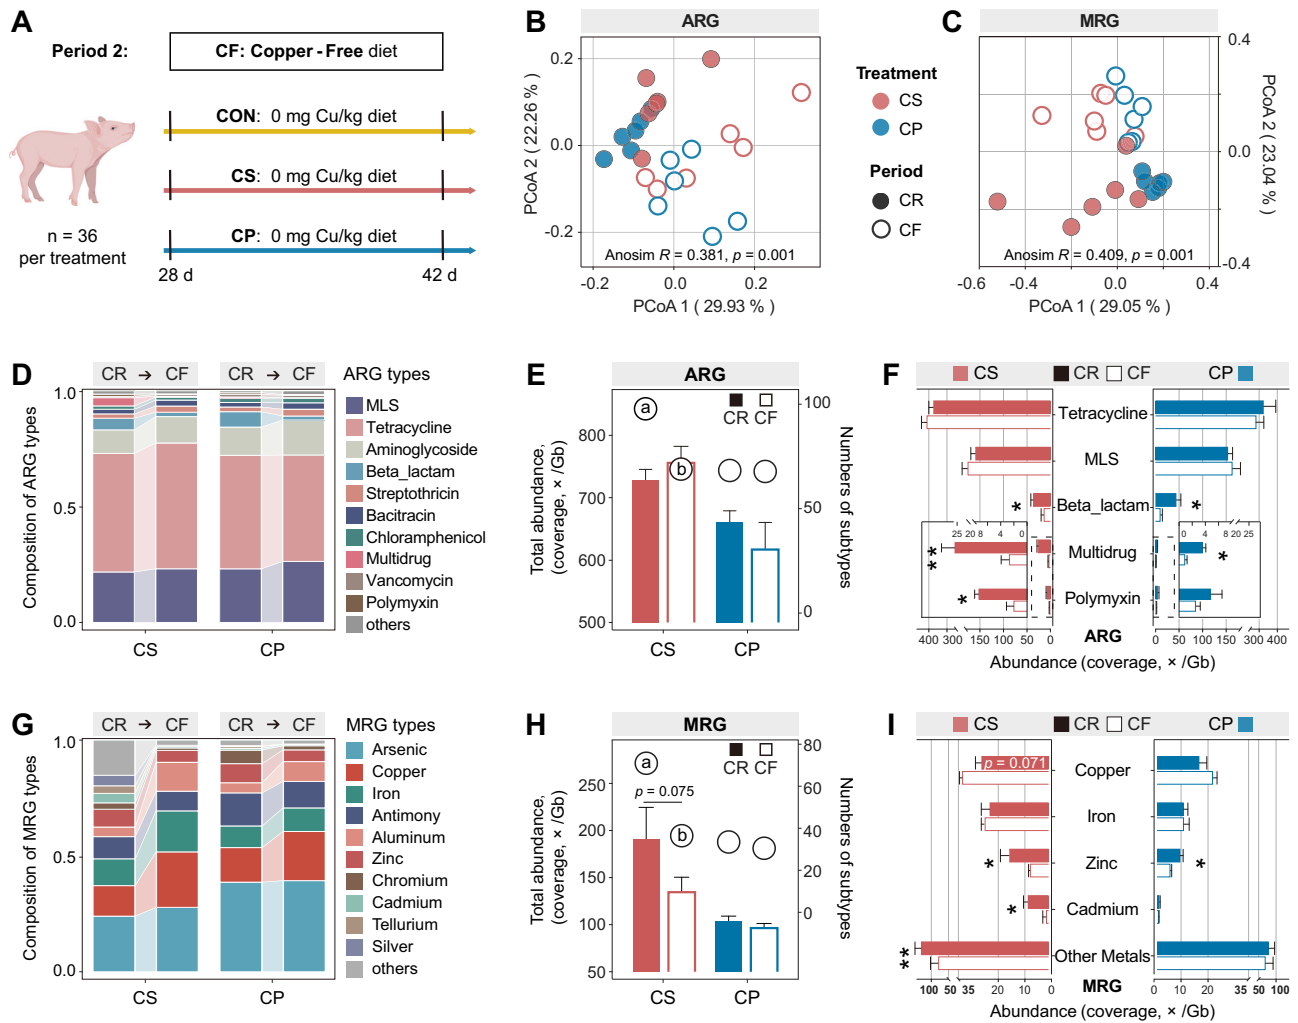 A
Period 2:
CF: Copper - Free diet
CON: 0 mg Cu/kg diet
CS: 0 mg Cu/kg diet
CP: 0 mg Cu/kg diet
n = 36
per treatment
28 d
42 d
B
ARG
0.2
0.0
-0.2
PCoA 2 ( 22.26 % )
Anosim R = 0.381, p = 0.001
-0.2
0.0
0.2
PCoA 1 ( 29.93 % )
Treatment
CS
CP
Period
CR
CF
C
MRG
0.4
0.0
-0.4
PCoA 2 ( 23.04 % )
Anosim R = 0.409, p = 0.001
-0.6
-0.2
0.4
PCoA 1 ( 29.05 % )
D
CR → CF
CR → CF
1.0
0.5
0.0
Composition of ARG types
CS
CP
ARG types
MLS
Tetracycline
Aminoglycoside
Beta_lactam
Streptothricin
Bacitracin
Chloramphenicol
Multidrug
Vancomycin
Polymyxin
others
E
ARG
a
b
CR CF
800
700
600
500
Total abundance,
(coverage, × /Gb)
100
50
0
Numbers of subtypes
CS
CP
F
CS
CR
CF
CP
Tetracycline
MLS
Beta_lactam
Multidrug
Polymyxin
*
*
25 20 8 4 0
0 4 8 20 25
**
*
*
400 300 150 50 0
0 50 150 300 400
ARG
Abundance (coverage, × /Gb)
G
CR → CF
CR → CF
1.0
0.5
0.0
Composition of MRG types
CS
CP
MRG types
Arsenic
Copper
Iron
Antimony
Aluminum
Zinc
Chromium
Cadmium
Tellurium
Silver
others
H
MRG
a
b
p = 0.075
CR CF
250
200
150
100
50
Total abundance,
(coverage, × /Gb)
80
60
40
20
0
Numbers of subtypes
CS
CP
I
CS
CR
CF
CP
p = 0.071
Copper
Iron
Zinc
Cadmium
Other Metals
*
*
*
**
100 50 35 20 10 0
0 10 20 35 50 100
MRG
Abundance (coverage, × /Gb)